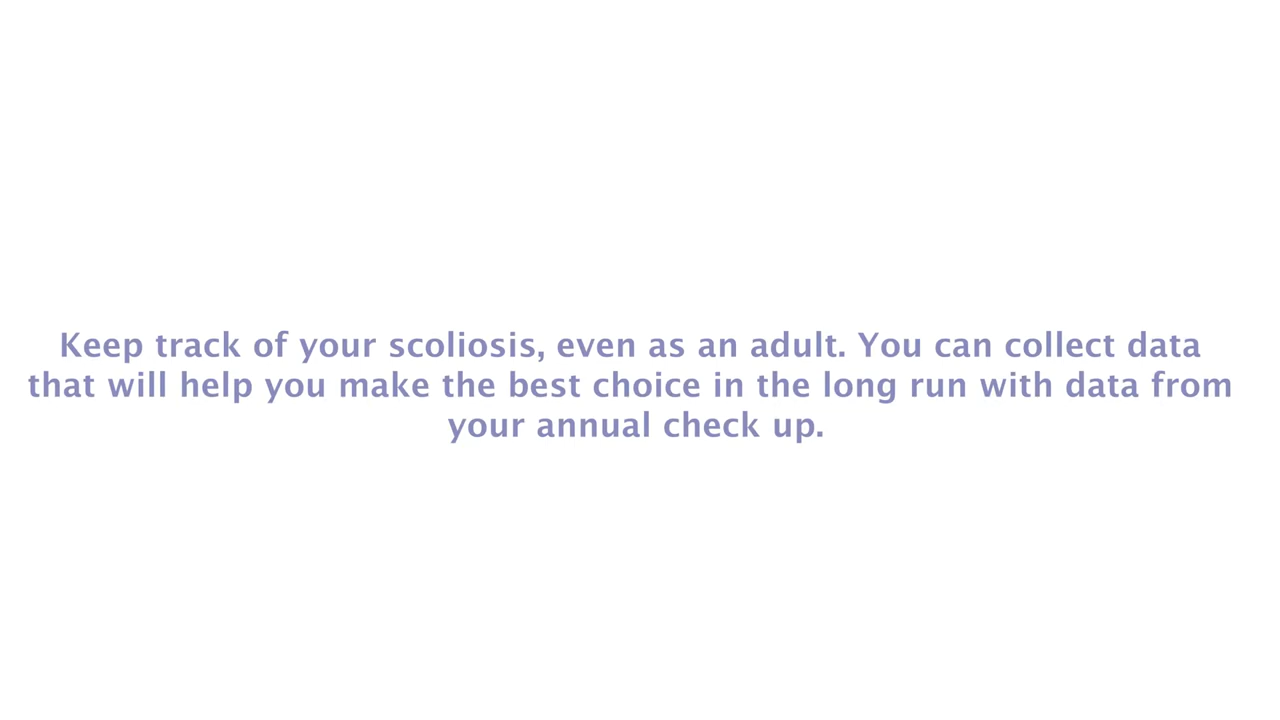 Keep track of your scoliosis, even as an adult. You can collect data
that will help you make the best choice in the long run with data from
your annual check up.